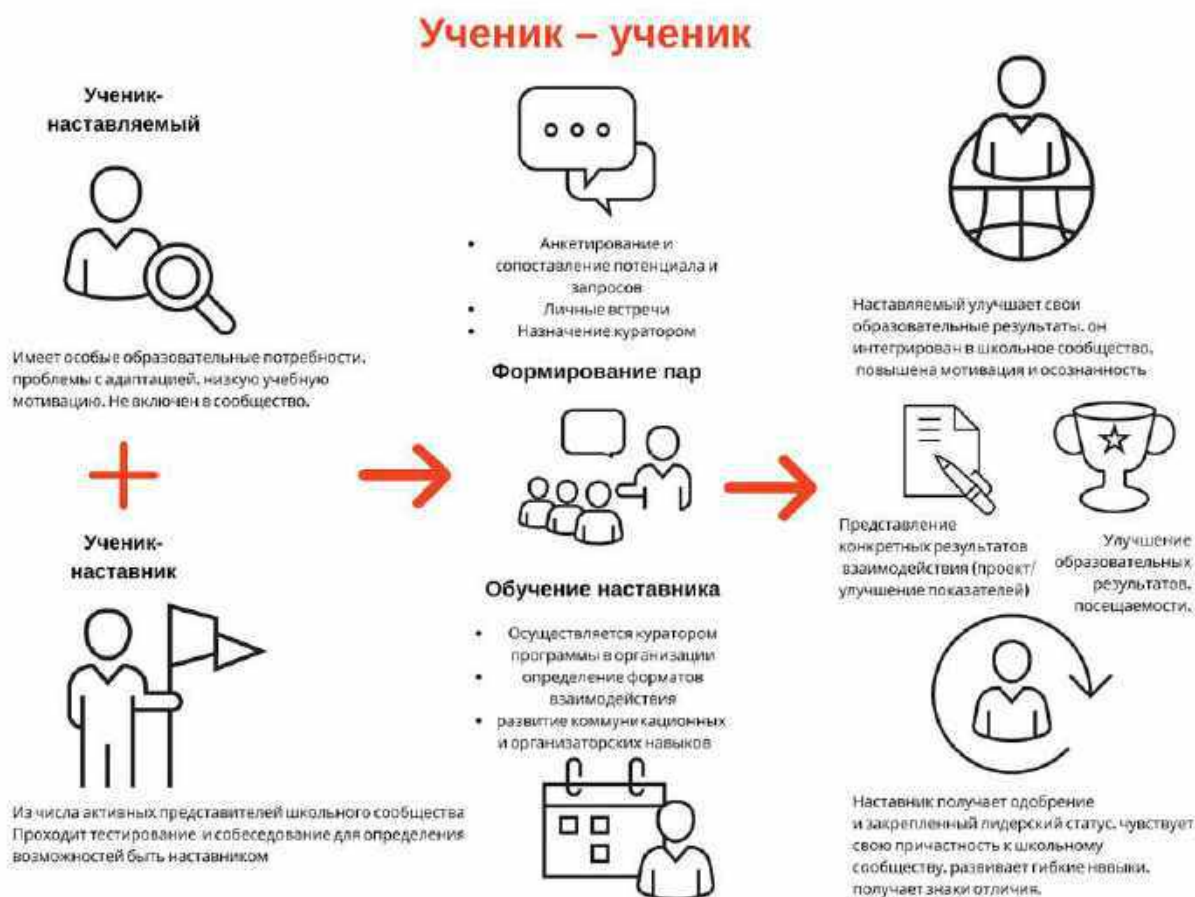 Ученик – ученик
Ученик-
наставляемый
Имеет особые образовательные потребности,
проблемы с адаптацией, низкую учебную
мотивацию. Не включен в сообщество.
Ученик-
наставник
Из числа активных представителей школьного сообщества
Проходит тестирование и собеседование для определения
возможностей быть наставником
• Анкетирование и
сопоставление потенциала и
запросов
• Личные встречи
• Назначение куратором
Формирование пар
Обучение наставника
• Осуществляется куратором
программы в организации
• определение форматов
взаимодействия
• развитие коммуникационных
и организаторских навыков
Наставляемый улучшает свои
образовательные результаты, он
интегрирован в школьное сообщество,
повышена мотивация и осознанность
Представление
конкретных результатов
взаимодействия (проект/
улучшение показателей)
Улучшение
образовательных
результатов,
посещаемости.
Наставник получает одобрение
и закрепленный лидерский статус, чувствует
свою причастность к школьному
сообществу, развивает гибкие нввыки,
получает знаки отличия.